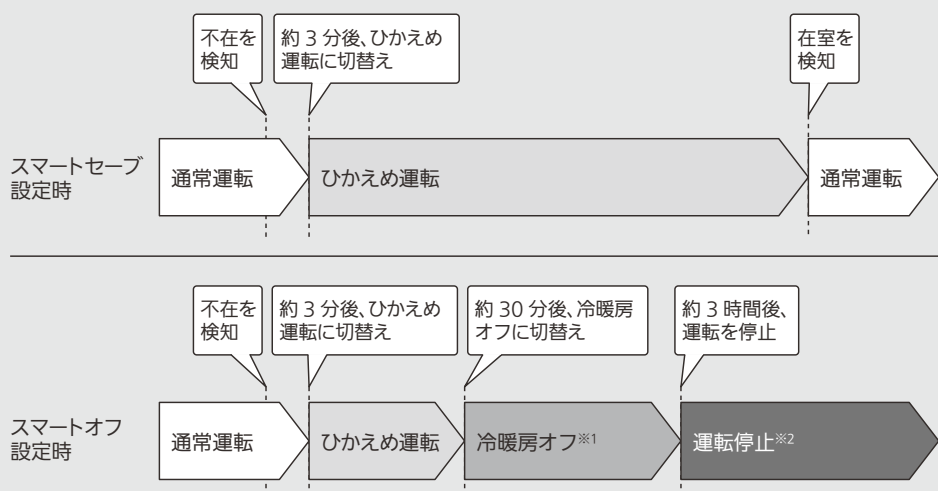 不在を
検知
約 3 分後、ひかえめ
運転に切替え
在室を
検知
スマートセーブ
設定時
通常運転
ひかえめ運転
通常運転
不在を
検知
約 3 分後、ひかえめ
運転に切替え
約 30 分後、冷暖房
オフに切替え
約 3 時間後、
運転を停止
スマートオフ
設定時
通常運転
ひかえめ運転
冷暖房オフ※1
運転停止※2